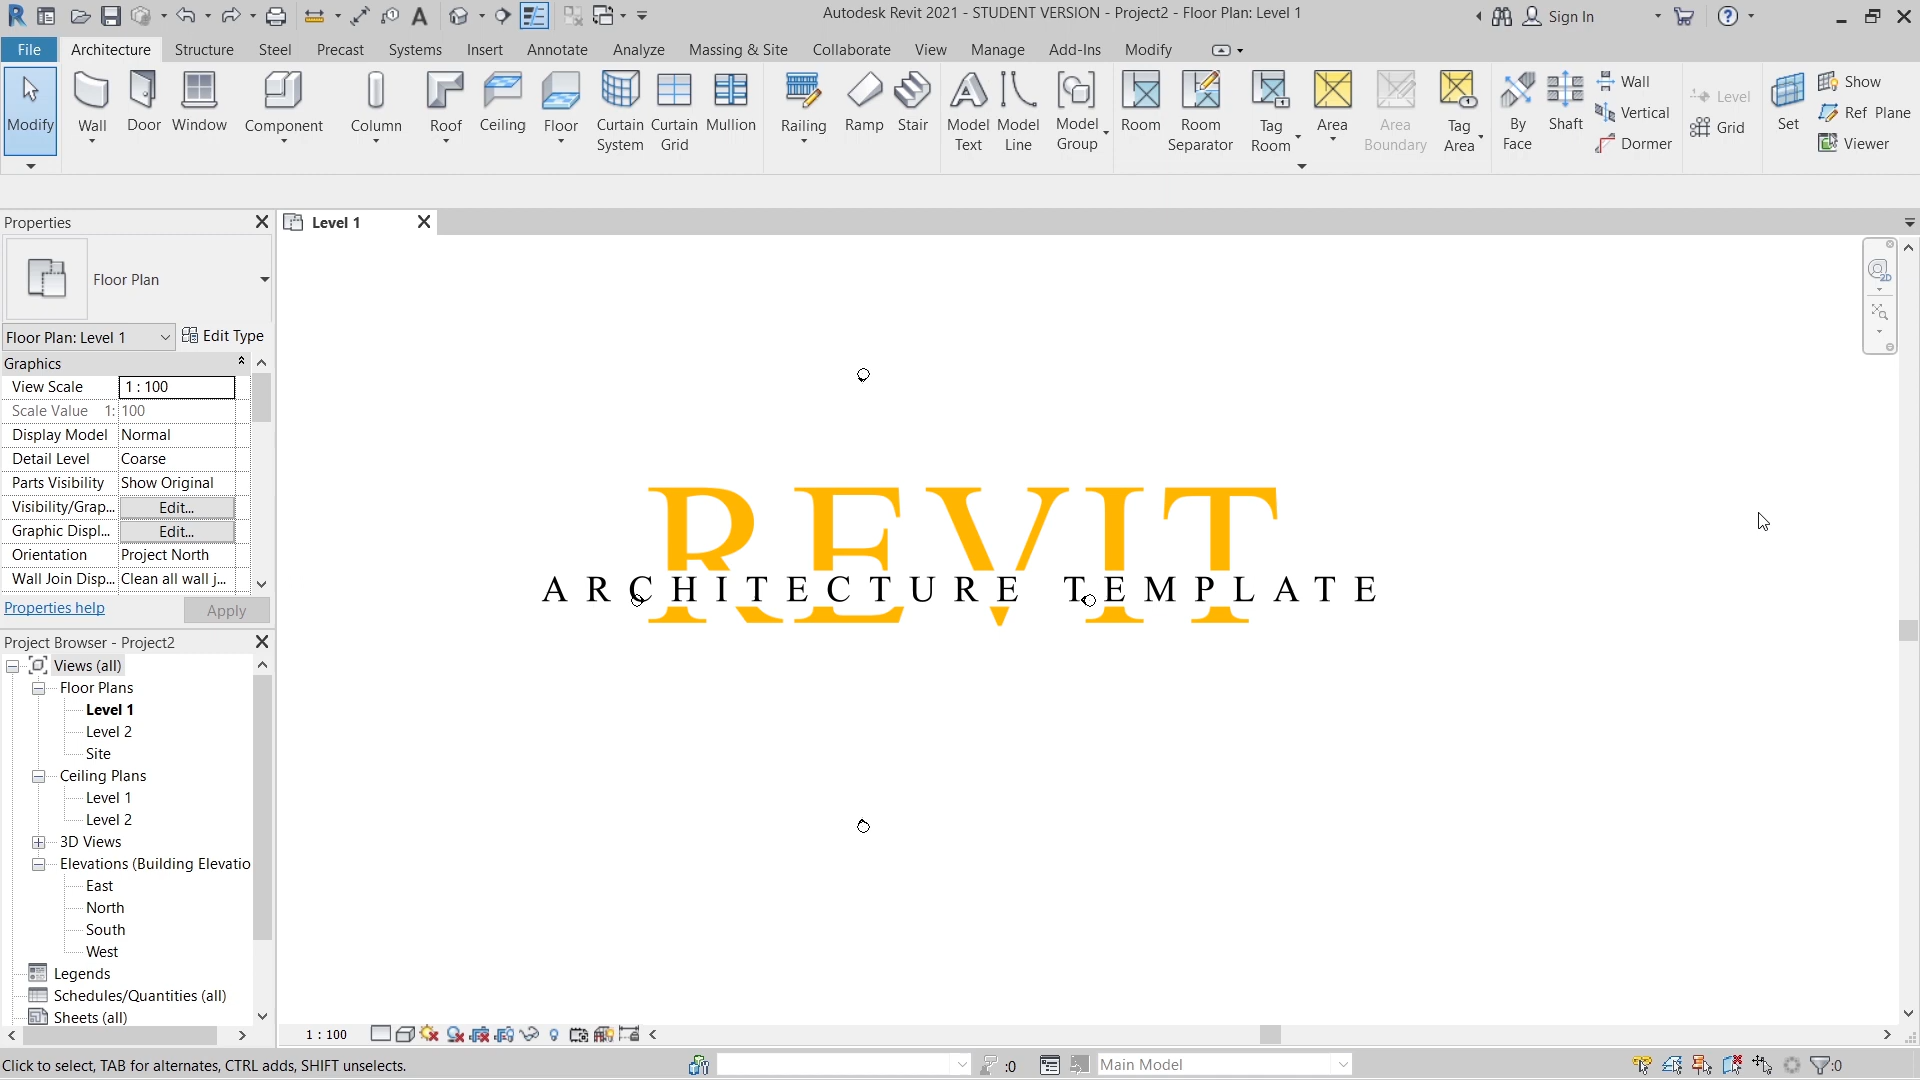 Autodesk Revit 2021 - STUDENT VERSION - Project2 - Floor Plan: Level 1
Sign In
File Architecture Structure Steel Precast Systems Insert Annotate Analyze Massing & Site Collaborate View Manage Add-Ins Modify
Modify
Wall
Door
Window
Component
Column
Roof
Ceiling
Floor
Curtain
System
Curtain
Grid
Mullion
Railing
Ramp
Stair
Model
Text
Model
Line
Model
Group
Room
Room
Separator
Tag
Room
Area
Area
Boundary
Tag
Area
By
Face
Shaft
Wall
Vertical
Dormer
Level
Grid
Set
Show
Ref Plane
Viewer
Properties
Floor Plan
Floor Plan: Level 1
Edit Type
Graphics
View Scale 1 : 100
Scale Value 1: 100
Display Model Normal
Detail Level Coarse
Parts Visibility Show Original
Visibility/Grap... Edit...
Graphic Displ... Edit...
Orientation Project North
Wall Join Disp... Clean all wall j...
Properties help
Apply
Project Browser - Project2
Views (all)
Floor Plans
Level 1
Level 2
Site
Ceiling Plans
Level 1
Level 2
3D Views
Elevations (Building Elevatio
East
North
South
West
Legends
Schedules/Quantities (all)
Sheets (all)
Level 1
2D
REVIT
ARCHITECTURE TEMPLATE
1 : 100
Click to select, TAB for alternates, CTRL adds, SHIFT unselects.
:0
Main Model
:0